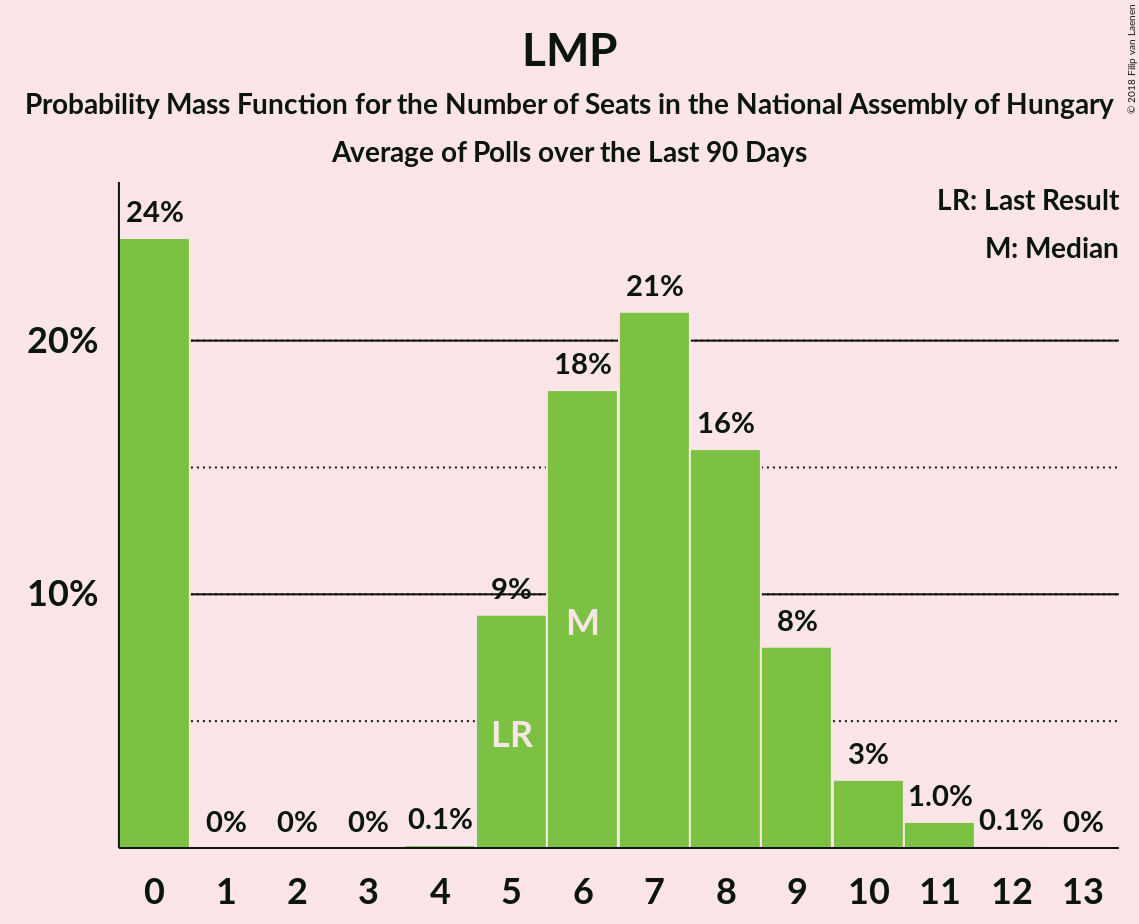 LMP
Probability Mass Function for the Number of Seats in the National Assembly of Hungary
Average of Polls over the Last 90 Days
© 2018 Filip van Laenen
LR: Last Result
M: Median
24%
21%
20%
18%
16%
10%
9%
8%
M
LR
3%
1.0%
0% 0% 0% 0.1% 0.1% 0%
0 1 2 3 4 5 6 7 8 9 10 11 12 13